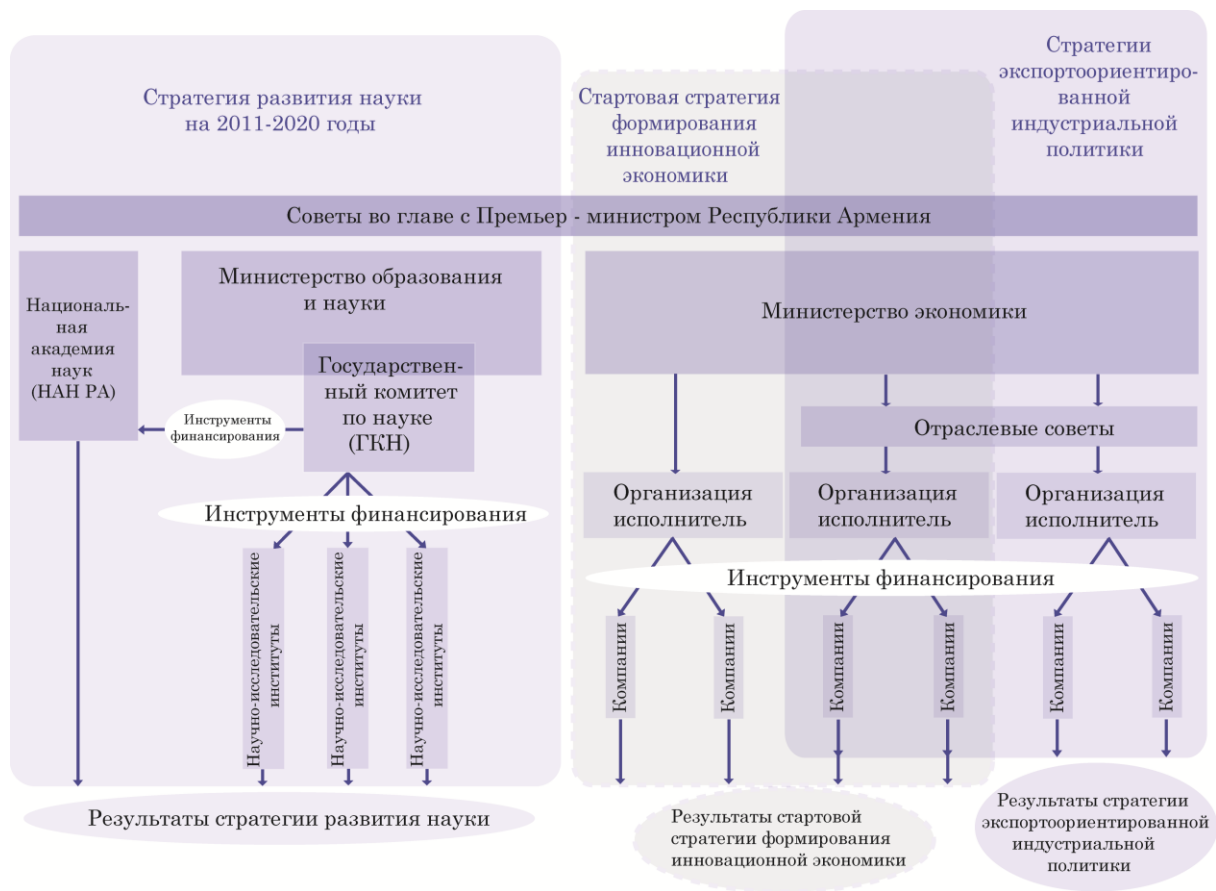 Стратегия развития науки
на 2011-2020 годы
Стартовая стратегия
формирования
инновационной
экономики
Стратегии
экспортоориентиро-
ванной
индустриальной
политики
Советы во главе с Премьер - министром Республики Армения
Националь-
ная
академия
наук
(НАН РА)
Министерство образования
и науки
Министерство экономики
Государствен-
ный комитет
по науке
(ГКН)
Инструменты
финансирования
Отраслевые советы
Организация
исполнитель
Организация
исполнитель
Организация
исполнитель
Инструменты финансирования
Инструменты финансирования
Научно-исследовательские
институты
Научно-исследовательские
институты
Научно-исследовательские
институты
Компании
Компании
Компании
Компании
Компании
Компании
Результаты стратегии развития науки
Результаты стартовой
стратегии формирования
инновационной экономики
Результаты стратегии
экспортоориентированной
индустриальной
политики